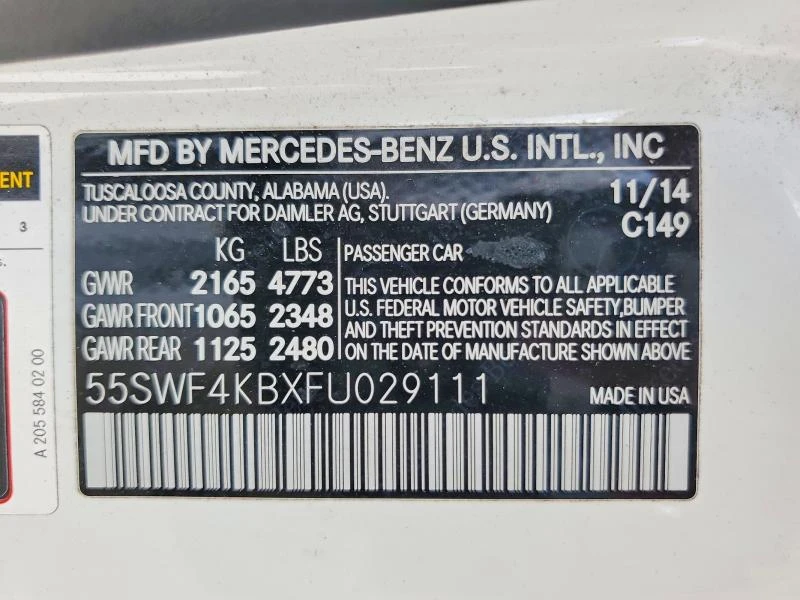 MFD BY MERCEDES-BENZ U.S. INTL., INC
TUSCALOOSA COUNTY, ALABAMA (USA).
UNDER CONTRACT FOR DAIMLER AG, STUTTGART (GERMANY)
11/14
C149
KG LBS
GVWR 2165 4773
GAWR FRONT 1065 2348
GAWR REAR 1125 2480
PASSENGER CAR
THIS VEHICLE CONFORMS TO ALL APPLICABLE
U.S. FEDERAL MOTOR VEHICLE SAFETY,BUMPER
AND THEFT PREVENTION STANDARDS IN EFFECT
ON THE DATE OF MANUFACTURE SHOWN ABOVE
55SWF4KBXFU029111
MADE IN USA
ENT
3
s.
A 205 584 02 00